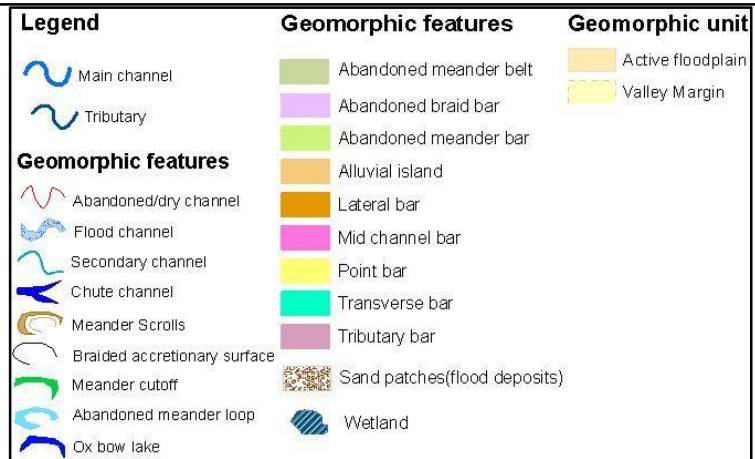 Legend
Main channel
Tributary
Geomorphic features
Abandoned/dry channel
Flood channel
Secondary channel
Chute channel
Meander Scrolls
Braided accretionary surface
Meander cutoff
Abandoned meander loop
Ox bow lake
Geomorphic features
Abandoned meander belt
Abandoned braid bar
Abandoned meander bar
Alluvial island
Lateral bar
Mid channel bar
Point bar
Transverse bar
Tributary bar
Sand patches(flood deposits)
Wetland
Geomorphic unit
Active floodplain
Valley Margin